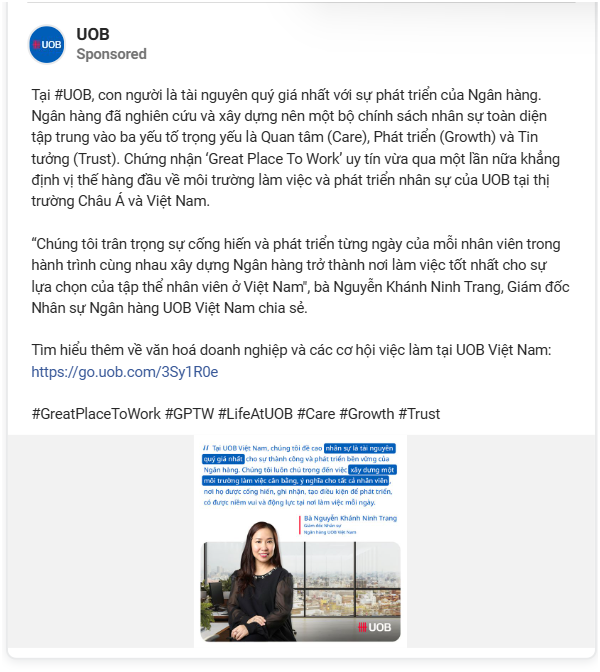 UOB
UOB
Sponsored
Tại #UOB, con người là tài nguyên quý giá nhất với sự phát triển của Ngân hàng.
Ngân hàng đã nghiên cứu và xây dựng nên một bộ chính sách nhân sự toàn diện
tập trung vào ba yếu tố trọng yếu là Quan tâm (Care), Phát triển (Growth) và Tin
tưởng (Trust). Chứng nhận ‘Great Place To Work’ uy tín vừa qua một lần nữa khẳng
định vị thế hàng đầu về môi trường làm việc và phát triển nhân sự của UOB tại thị
trường Châu Á và Việt Nam.
“Chúng tôi trân trọng sự cống hiến và phát triển từng ngày của mỗi nhân viên trong
hành trình cùng nhau xây dựng Ngân hàng trở thành nơi làm việc tốt nhất cho sự
lựa chọn của tập thể nhân viên ở Việt Nam", bà Nguyễn Khánh Ninh Trang, Giám đốc
Nhân sự Ngân hàng UOB Việt Nam chia sẻ.
Tìm hiểu thêm về văn hoá doanh nghiệp và các cơ hội việc làm tại UOB Việt Nam:
https://go.uob.com/3Sy1R0e
#GreatPlaceToWork #GPTW #LifeAtUOB #Care #Growth #Trust
“ Tại UOB Việt Nam, chúng tôi đề cao nhân sự là tài nguyên
quý giá nhất cho sự thành công và phát triển bền vững của
Ngân hàng. Chúng tôi luôn chú trọng đến việc xây dựng một
môi trường làm việc cân bằng, ý nghĩa cho tất cả nhân viên,
nơi họ được cống hiến, ghi nhận, tạo điều kiện để phát triển,
có được niềm vui và động lực tại nơi làm việc mỗi ngày.
Bà Nguyễn Khánh Ninh Trang
Giám đốc Nhân sự
Ngân hàng UOB Việt Nam
UOB